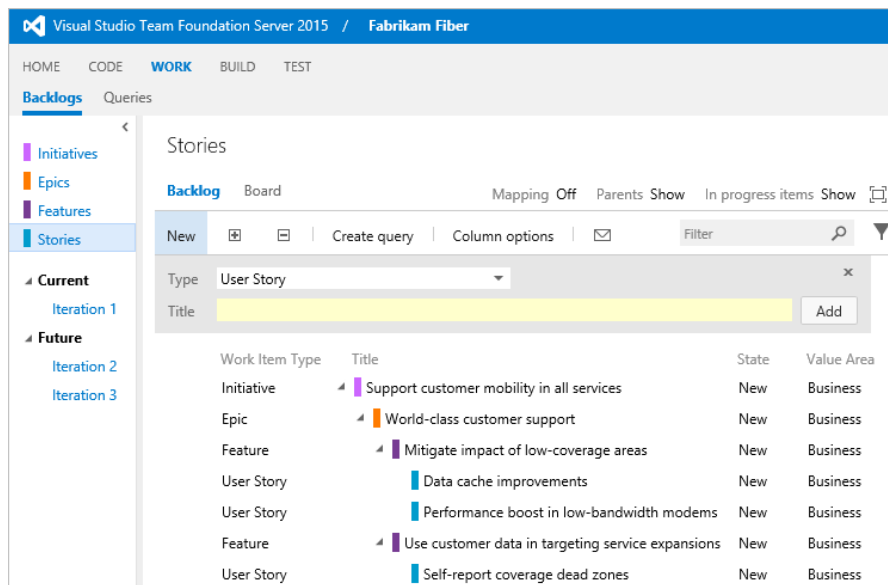 Visual Studio Team Foundation Server 2015 / Fabrikam Fiber
HOME CODE WORK BUILD TEST
Backlogs Queries
Initiatives
Epics
Features
Stories
Current
Iteration 1
Future
Iteration 2
Iteration 3
Stories
Backlog Board
Mapping Off Parents Show In progress items Show
New Create query Column options Filter
Type User Story
Title Add
Work Item Type Title State Value Area
Initiative Support customer mobility in all services New Business
Epic World-class customer support New Business
Feature Mitigate impact of low-coverage areas New Business
User Story Data cache improvements New Business
User Story Performance boost in low-bandwidth modems New Business
Feature Use customer data in targeting service expansions New Business
User Story Self-report coverage dead zones New Business